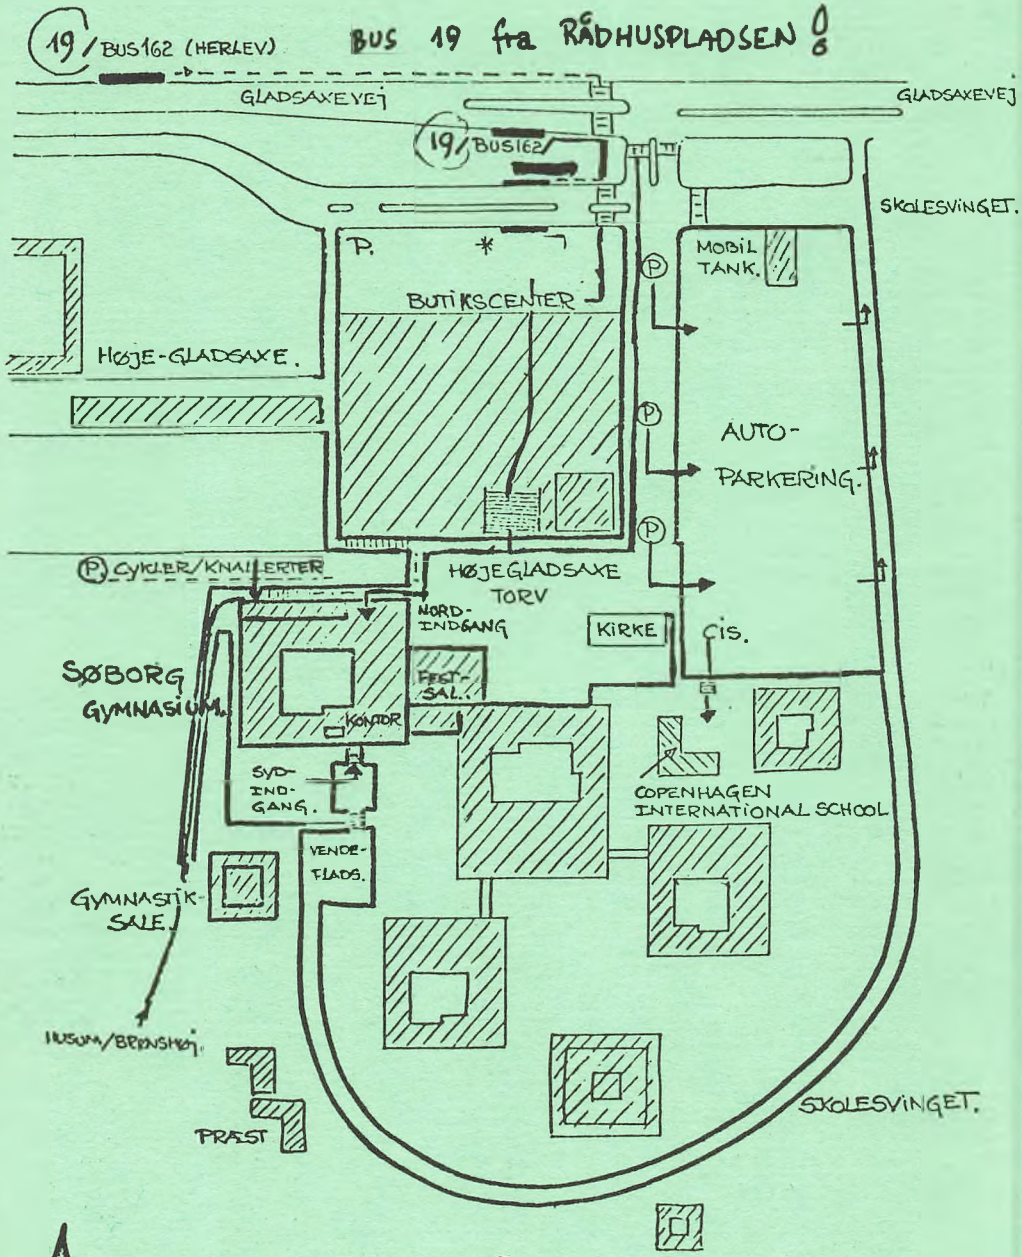 19/BUS162 (HERLEV)
BUS 19 fra RÅDHUSPLADSEN!
GLADSAXEVEJ
GLADSAXEVEJ
19/BUS162
SKOLESVINGET.
P.
*
MOBIL
TANK.
P
BUTIKSCENTER
HØJE-GLADSAXE.
P
AUTO-
PARKERING.
P
P. CYKLER/KNALLERTER
HØJEGLADSAXE
TORV
NORD-
INDGANG
KIRKE
CIS.
SØBORG
GYMNASIUM.
FEST-
SAL.
KONTOR
SYD-
IND-
GANG.
COPENHAGEN
INTERNATIONAL SCHOOL
VENDE-
PLADS.
GYMNASTIK-
SALE.
HUSUM/BRØNSHØJ.
SKOLESVINGET.
PRÆST